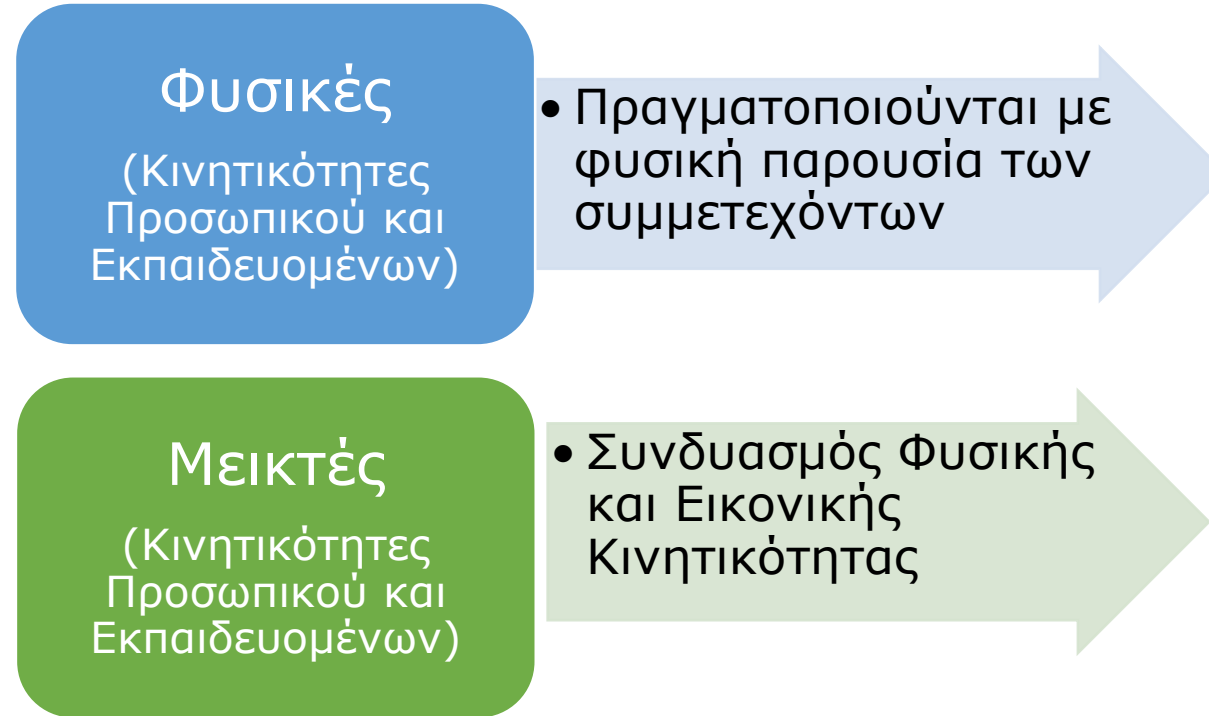 Φυσικές
(Κινητικότητες
Προσωπικού και
Εκπαιδευομένων)
• Πραγματοποιούνται με
φυσική παρουσία των
συμμετεχόντων
Μεικτές
(Κινητικότητες
Προσωπικού και
Εκπαιδευομένων)
• Συνδυασμός Φυσικής
και Εικονικής
Κινητικότητας